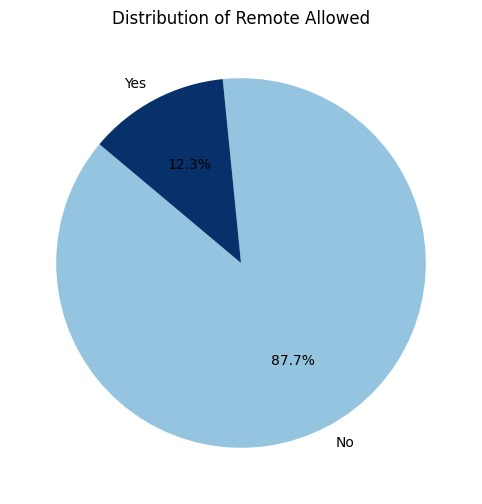 Distribution of Remote Allowed
Yes
12.3%
87.7%
No